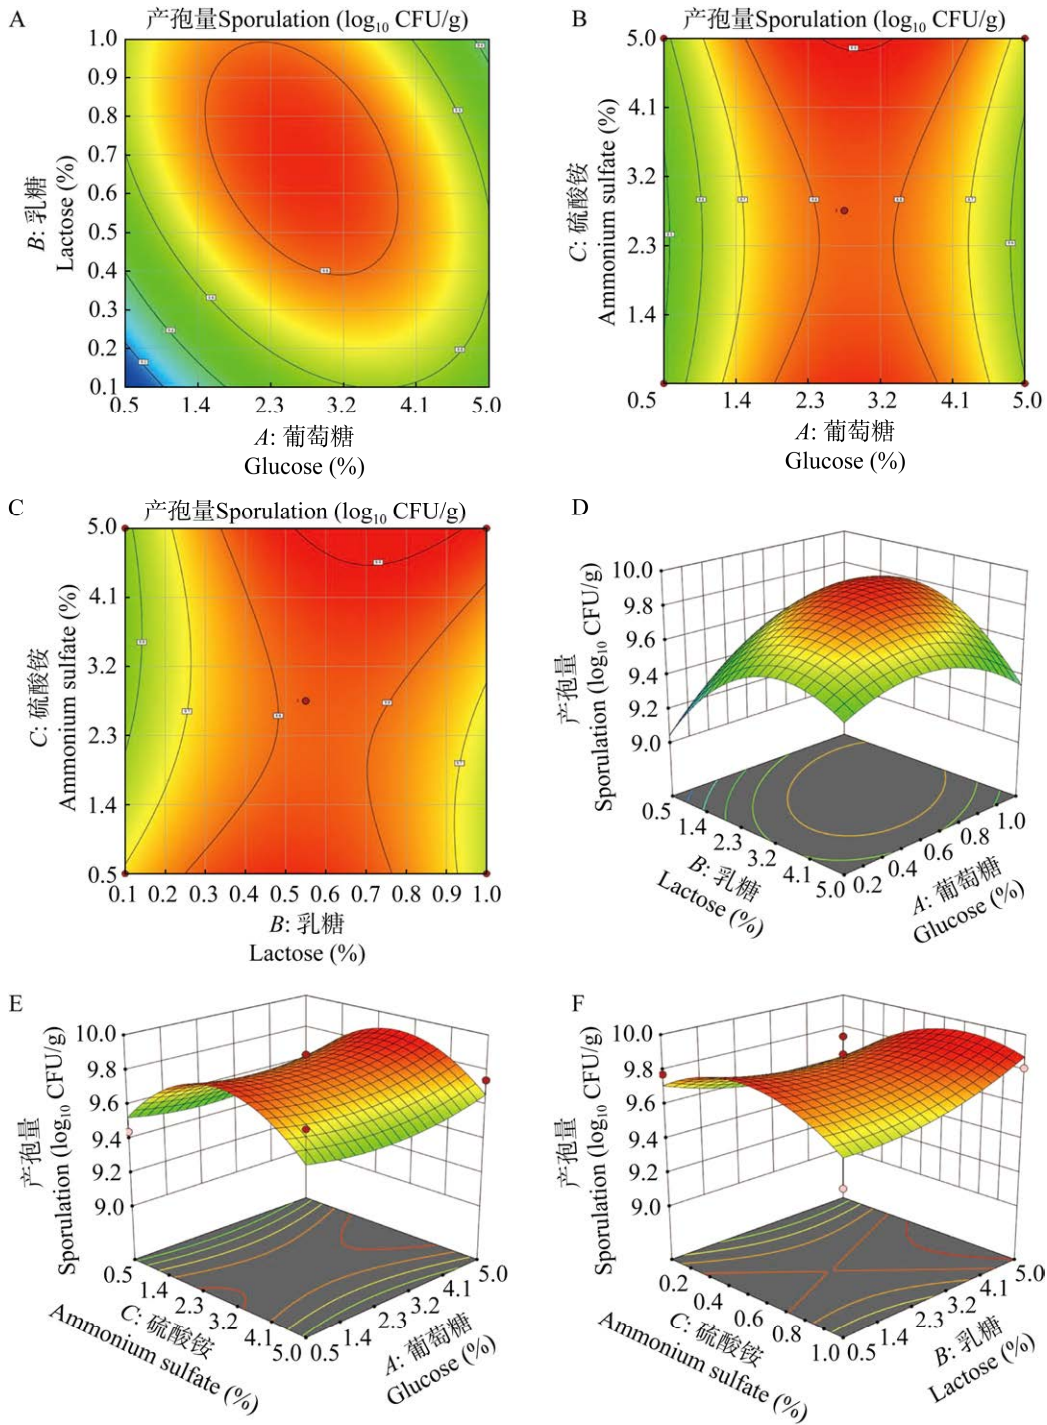 A
产孢量Sporulation (log10 CFU/g)
1.0
0.9
0.8
0.7
0.6
0.5
0.4
0.3
0.2
0.1
B: 乳糖
Lactose (%)
0.5 1.4 2.3 3.2 4.1 5.0
A: 葡萄糖
Glucose (%)
B
产孢量Sporulation (log10 CFU/g)
5.0
4.1
3.2
2.3
1.4
0.5
C: 硫酸铵
Ammonium sulfate (%)
1.4 2.3 3.2 4.1 5.0
A: 葡萄糖
Glucose (%)
C
产孢量Sporulation (log10 CFU/g)
5.0
4.1
3.2
2.3
1.4
0.5
C: 硫酸铵
Ammonium sulfate (%)
0.1 0.2 0.3 0.4 0.5 0.6 0.7 0.8 0.9 1.0
B: 乳糖
Lactose (%)
D
10.0
9.8
9.6
9.4
9.2
9.0
产孢量
Sporulation (log10 CFU/g)
0.5 1.4 2.3 3.2 4.1 5.0
B: 乳糖
Lactose (%)
0.2 0.4 0.6 0.8 1.0
A: 葡萄糖
Glucose (%)
E
10.0
9.8
9.6
9.4
9.2
9.0
产孢量
Sporulation (log10 CFU/g)
0.5 1.4 2.3 3.2 4.1 5.0
C: 硫酸铵
Ammonium sulfate (%)
0.5 1.4 2.3 3.2 4.1 5.0
A: 葡萄糖
Glucose (%)
F
10.0
9.8
9.6
9.4
9.2
9.0
产孢量
Sporulation (log10 CFU/g)
0.2 0.4 0.6 0.8 1.0
C: 硫酸铵
Ammonium sulfate (%)
0.5 1.4 2.3 3.2 4.1 5.0
B: 乳糖
Lactose (%)